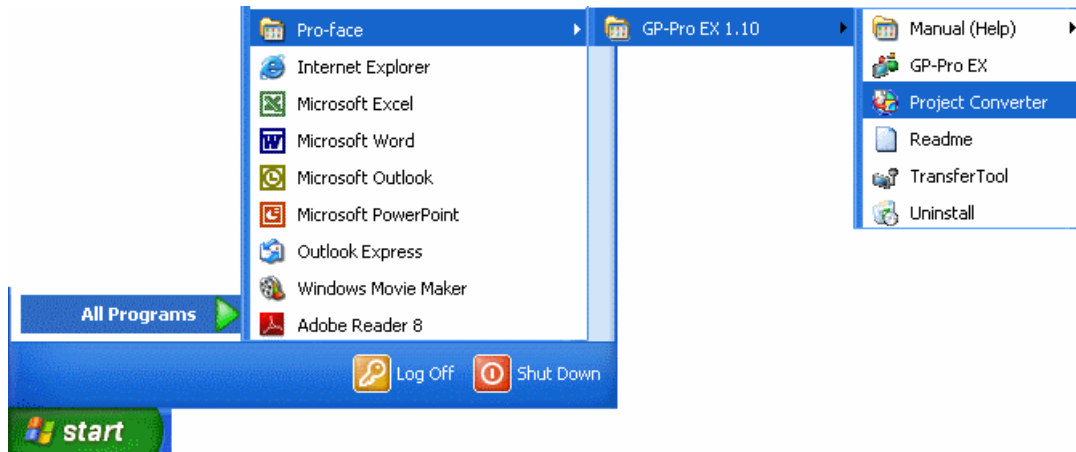 Pro-face
Internet Explorer
Microsoft Excel
Microsoft Word
Microsoft Outlook
Microsoft PowerPoint
Outlook Express
Windows Movie Maker
Adobe Reader 8
GP-Pro EX 1.10
Manual (Help)
GP-Pro EX
Project Converter
Readme
TransferTool
Uninstall
All Programs
Log Off
Shut Down
start